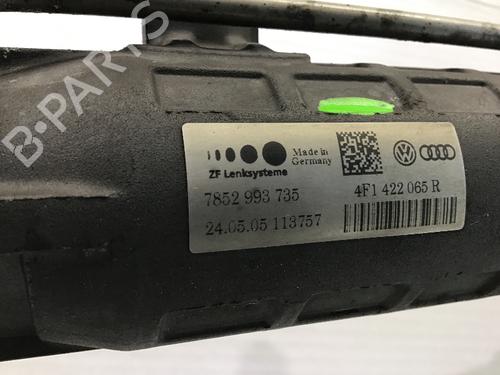 B-PARTS
ZF Lenksysteme
Made in
Germany
7852 993 735
4F1 422 065 R
24.05.05 113757